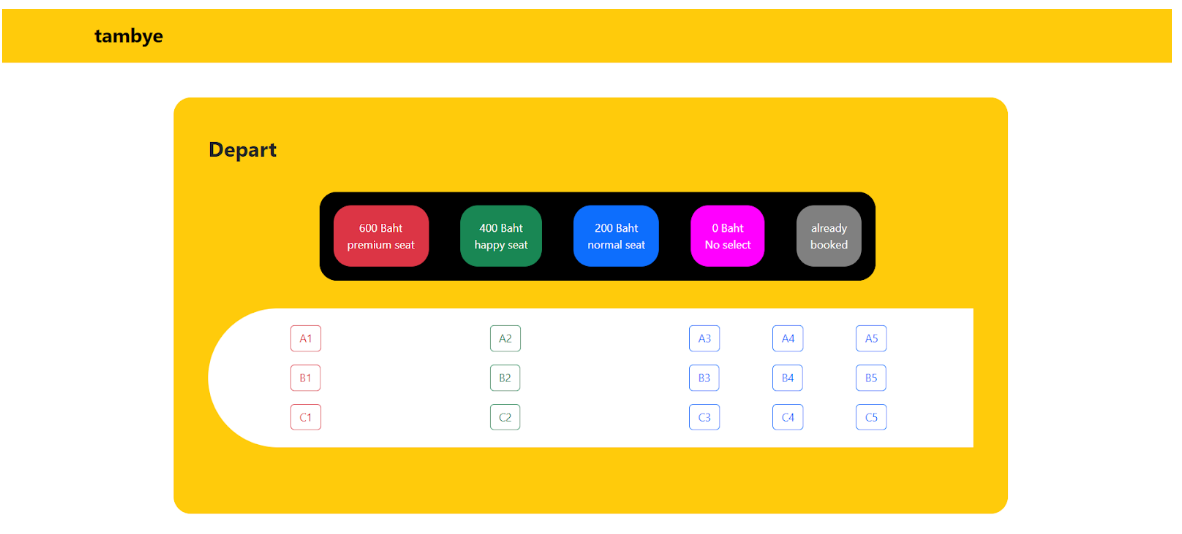 tambye
Depart
600 Baht
premium seat
400 Baht
happy seat
200 Baht
normal seat
0 Baht
No select
already
booked
A1 A2 A3 A4 A5
B1 B2 B3 B4 B5
C1 C2 C3 C4 C5